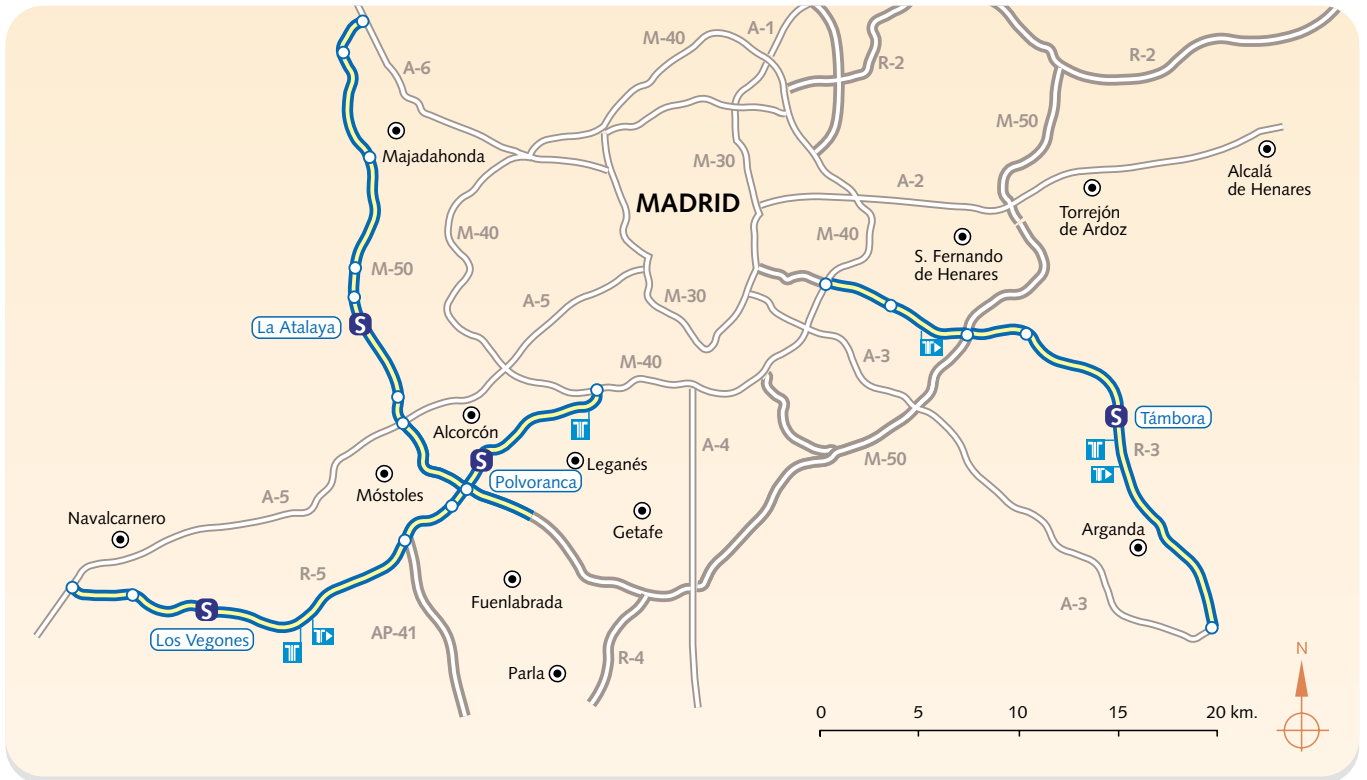 A-1
M-40
R-2
R-2
A-6
M-50
Majadahonda
M-30
Alcalá
de Henares
A-2
MADRID
Torrejón
de Ardoz
M-40
M-40
S. Fernando
de Henares
M-50
A-5
M-30
La Atalaya
S
A-3
M-40
Alcorcón
S
Támbora
A-4
R-3
M-50
S
Leganés
Polvoranca
Móstoles
A-5
Navalcarnero
Getafe
Arganda
R-5
Fuenlabrada
A-3
S
Los Vegones
AP-41
R-4
Parla
N
0 5 10 15 20 km.
T
T
T
T
T
T